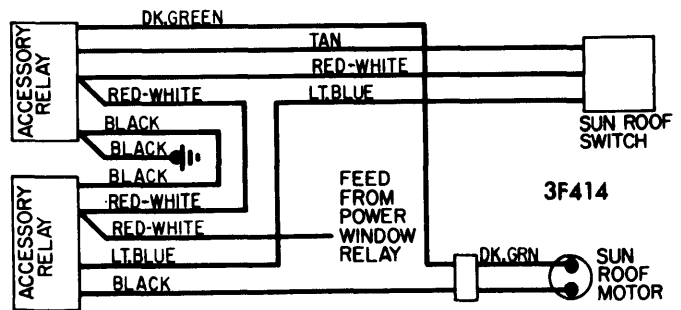 DK.GREEN
TAN
RED-WHITE
RED-WHITE
LT.BLUE
ACCESSORY
RELAY
BLACK
BLACK
BLACK
SUN ROOF
SWITCH
RED-WHITE
RED-WHITE
FEED
FROM
POWER
WINDOW
RELAY
3F414
ACCESSORY
RELAY
LT.BLUE
BLACK
DK.GRN
SUN
ROOF
MOTOR